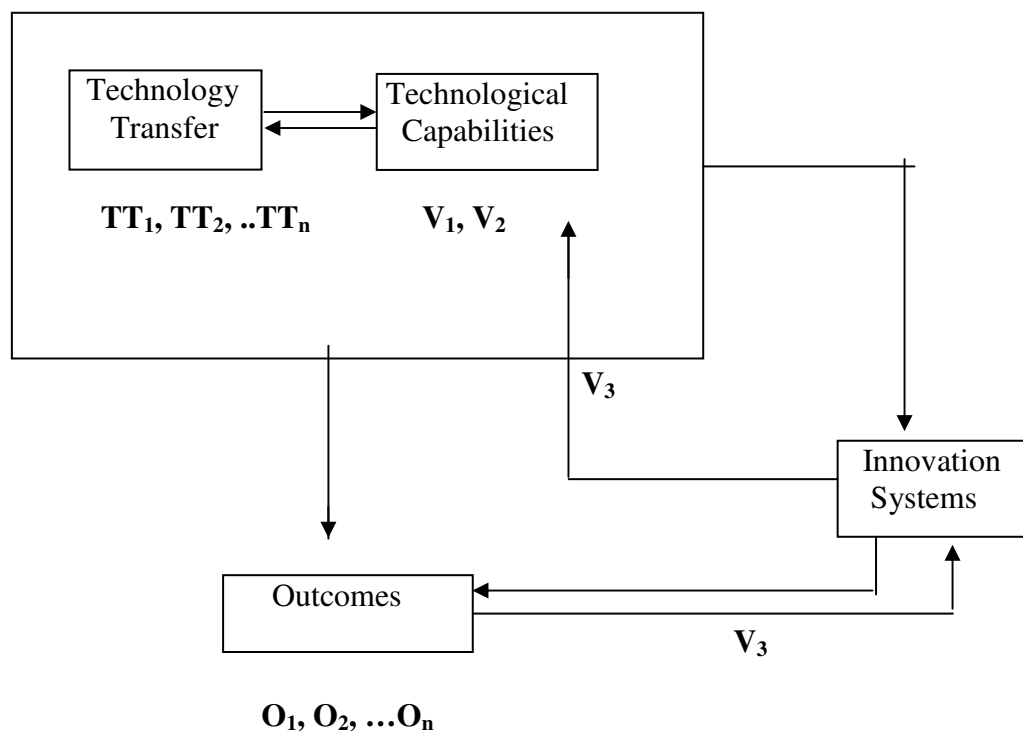 Technology
Transfer
Technological
Capabilities
TT₁, TT₂, ..TTₙ
V₁, V₂
V₃
Innovation
Systems
Outcomes
V₃
O₁, O₂, …Oₙ